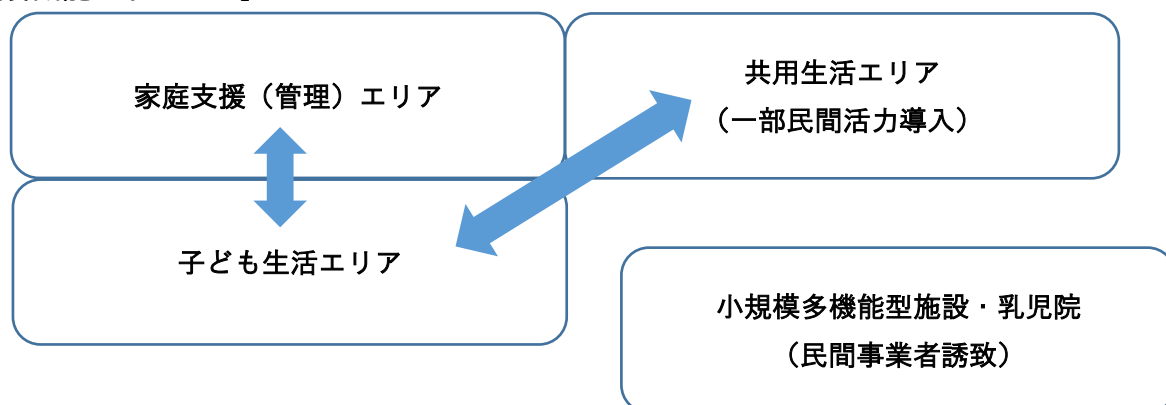 家庭支援（管理）エリア
共用生活エリア
（一部民間活力導入）
子ども生活エリア
小規模多機能型施設・乳児院
（民間事業者誘致）